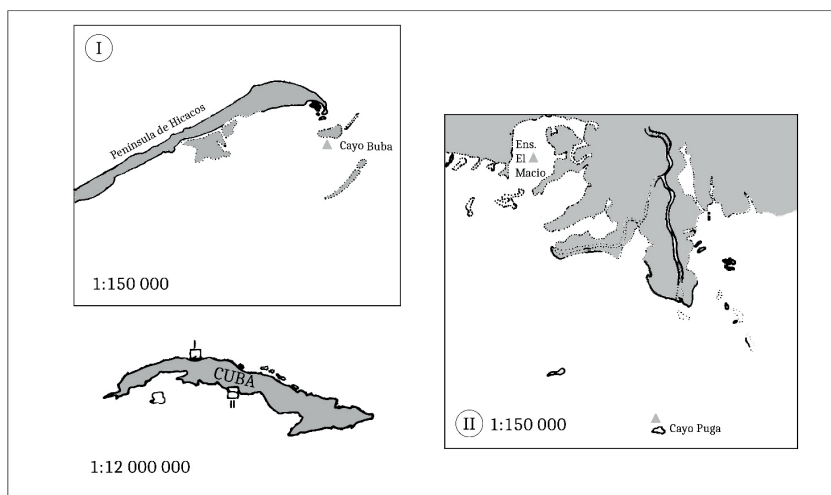 I
Península de Hicacos
Cayo Buba
1:150 000
I
CUBA
II
1:12 000 000
Ens.
El
Macio
II
1:150 000
Cayo Puga